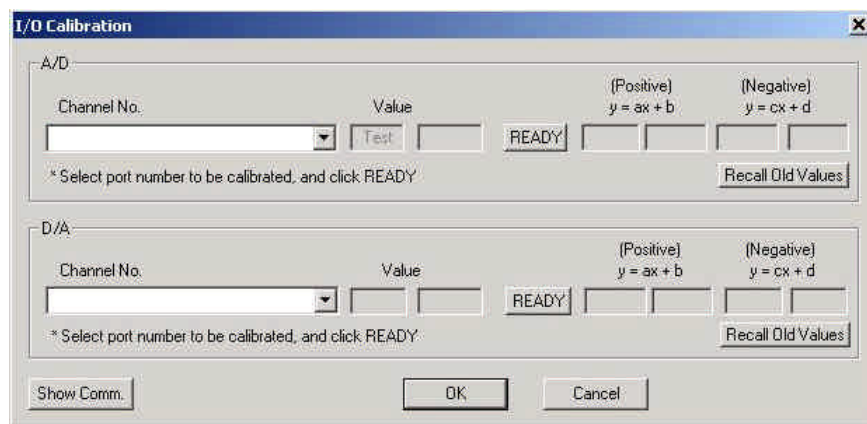 I/O Calibration
A/D
(Positive) (Negative)
Channel No. Value y = ax + b y = cx + d
Test READY
* Select port number to be calibrated, and click READY Recall Old Values
D/A
(Positive) (Negative)
Channel No. Value y = ax + b y = cx + d
READY
* Select port number to be calibrated, and click READY Recall Old Values
Show Comm. OK Cancel